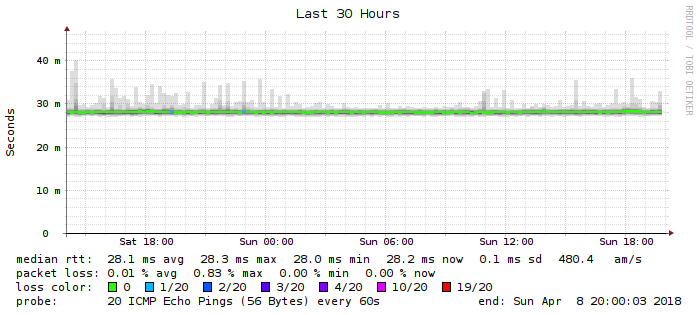 Last 30 Hours
RRDTOOL / TOBI OETIKER
Seconds
40 m
30 m
20 m
10 m
0
Sat 18:00 Sun 00:00 Sun 06:00 Sun 12:00 Sun 18:00
median rtt: 28.1 ms avg 28.3 ms max 28.0 ms min 28.2 ms now 0.1 ms sd 480.4 am/s
packet loss: 0.01 % avg 0.83 % max 0.00 % min 0.00 % now
loss color: 0 1/20 2/20 3/20 4/20 10/20 19/20
probe: 20 ICMP Echo Pings (56 Bytes) every 60s end: Sun Apr 8 20:00:03 2018